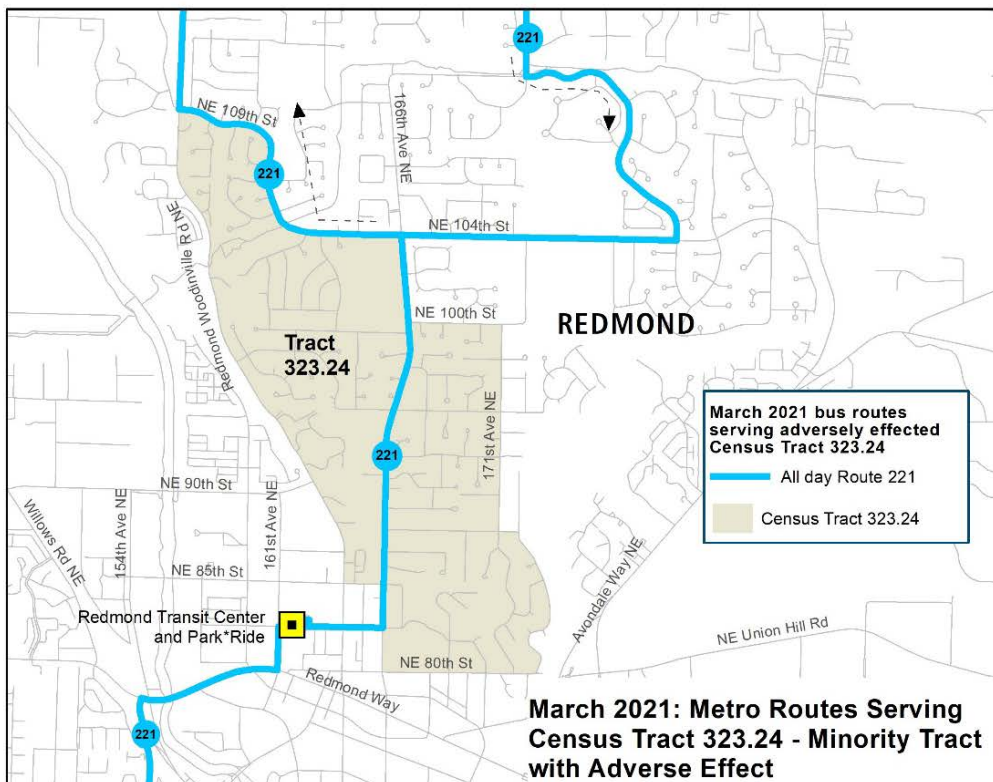 221
221
NE 109th St
166th Ave NE
221
NE 104th St
Redmond Woodinville Rd NE
NE 100th St
REDMOND
Tract
323.24
171st Ave NE
March 2021 bus routes
serving adversely effected
Census Tract 323.24
All day Route 221
Census Tract 323.24
221
NE 90th St
Willows Rd NE
154th Ave NE
161st Ave NE
NE 85th St
Avondale Way NE
Redmond Transit Center
and Park*Ride
NE Union Hill Rd
NE 80th St
Redmond Way
221
March 2021: Metro Routes Serving
Census Tract 323.24 - Minority Tract
with Adverse Effect